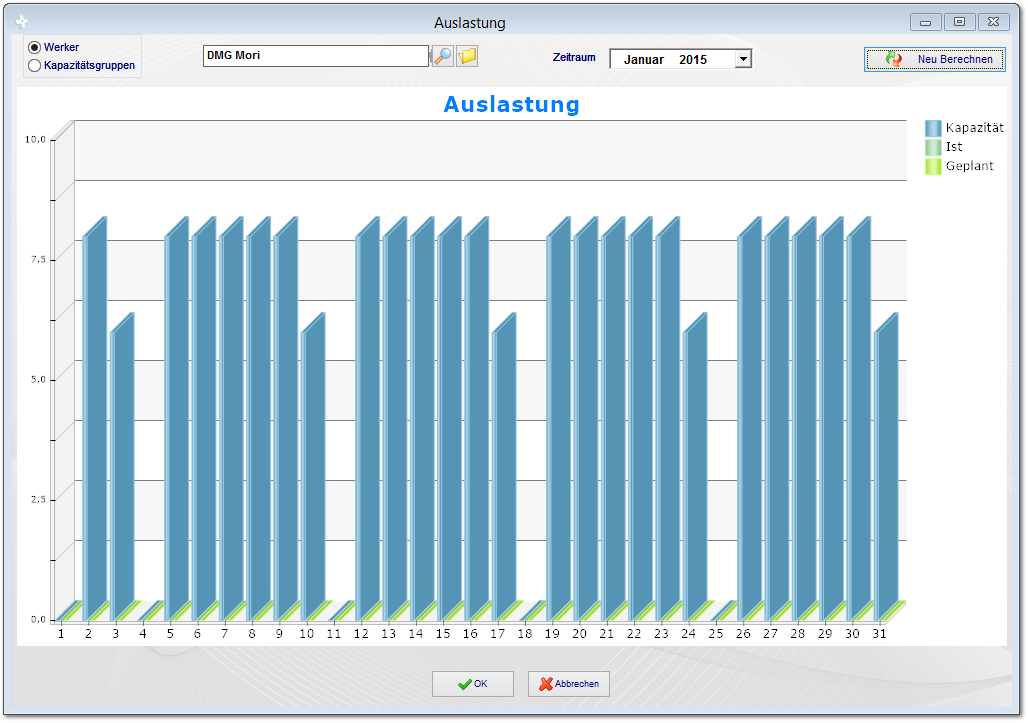 Auslastung
Werker
Kapazitätsgruppen
DMG Mori
Zeitraum
Januar 2015
Neu Berechnen
Auslastung
Kapazität
Ist
Geplant
10.0
7.5
5.0
2.5
0.0
1 2 3 4 5 6 7 8 9 10 11 12 13 14 15 16 17 18 19 20 21 22 23 24 25 26 27 28 29 30 31
OK
Abbrechen